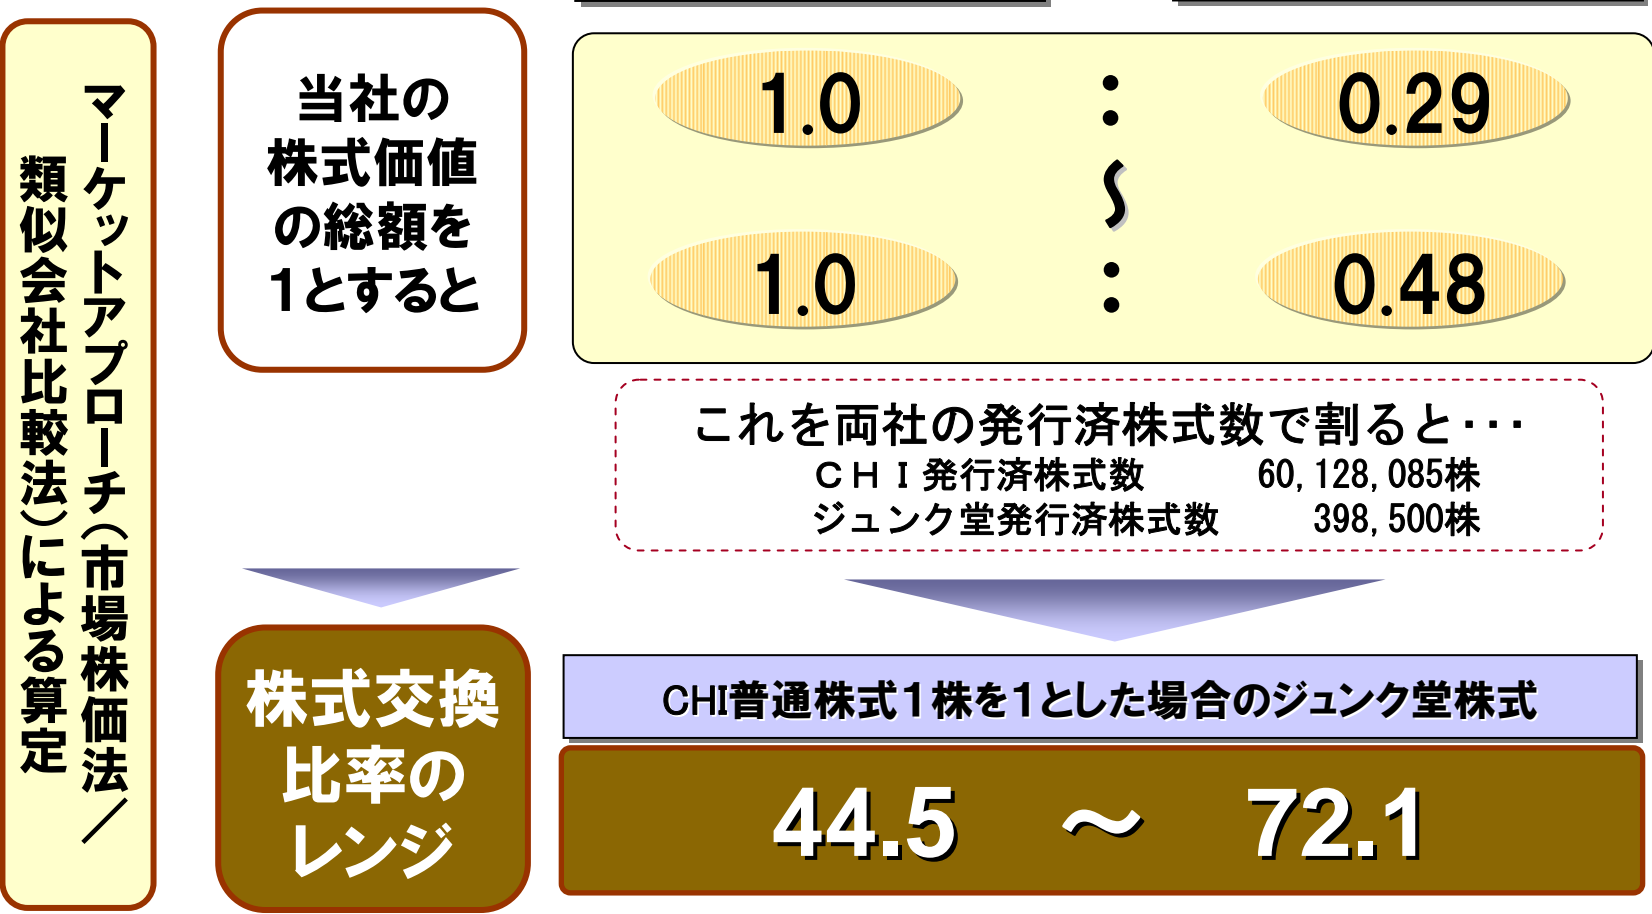 マーケットアプローチ(市場株価法／
類似会社比較法)による算定
当社の
株式価値
の総額を
1とすると
1.0 : 0.29
～
1.0 : 0.48
これを両社の発行済株式数で割ると･･･
ＣＨＩ発行済株式数 60,128,085株
ジュンク堂発行済株式数 398,500株
株式交換
比率の
レンジ
CHI普通株式１株を１とした場合のジュンク堂株式
44.5 ～ 72.1